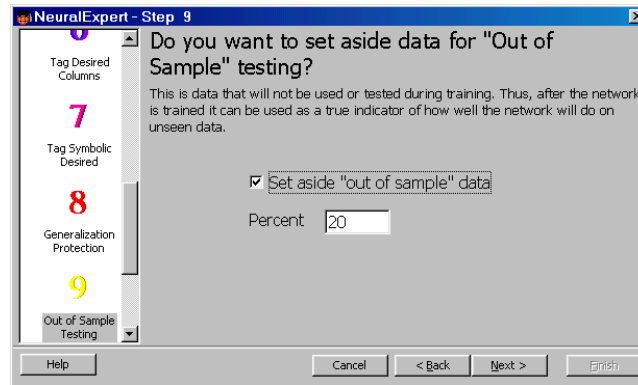 NeuralExpert - Step 9
Tag Desired
Columns
7
Tag Symbolic
Desired
8
Generalization
Protection
9
Out of Sample
Testing
Do you want to set aside data for "Out of
Sample" testing?
This is data that will not be used or tested during training. Thus, after the network
is trained it can be used as a true indicator of how well the network will do on
unseen data.
Set aside "out of sample" data
Percent 20
Help Cancel < Back Next > Finish